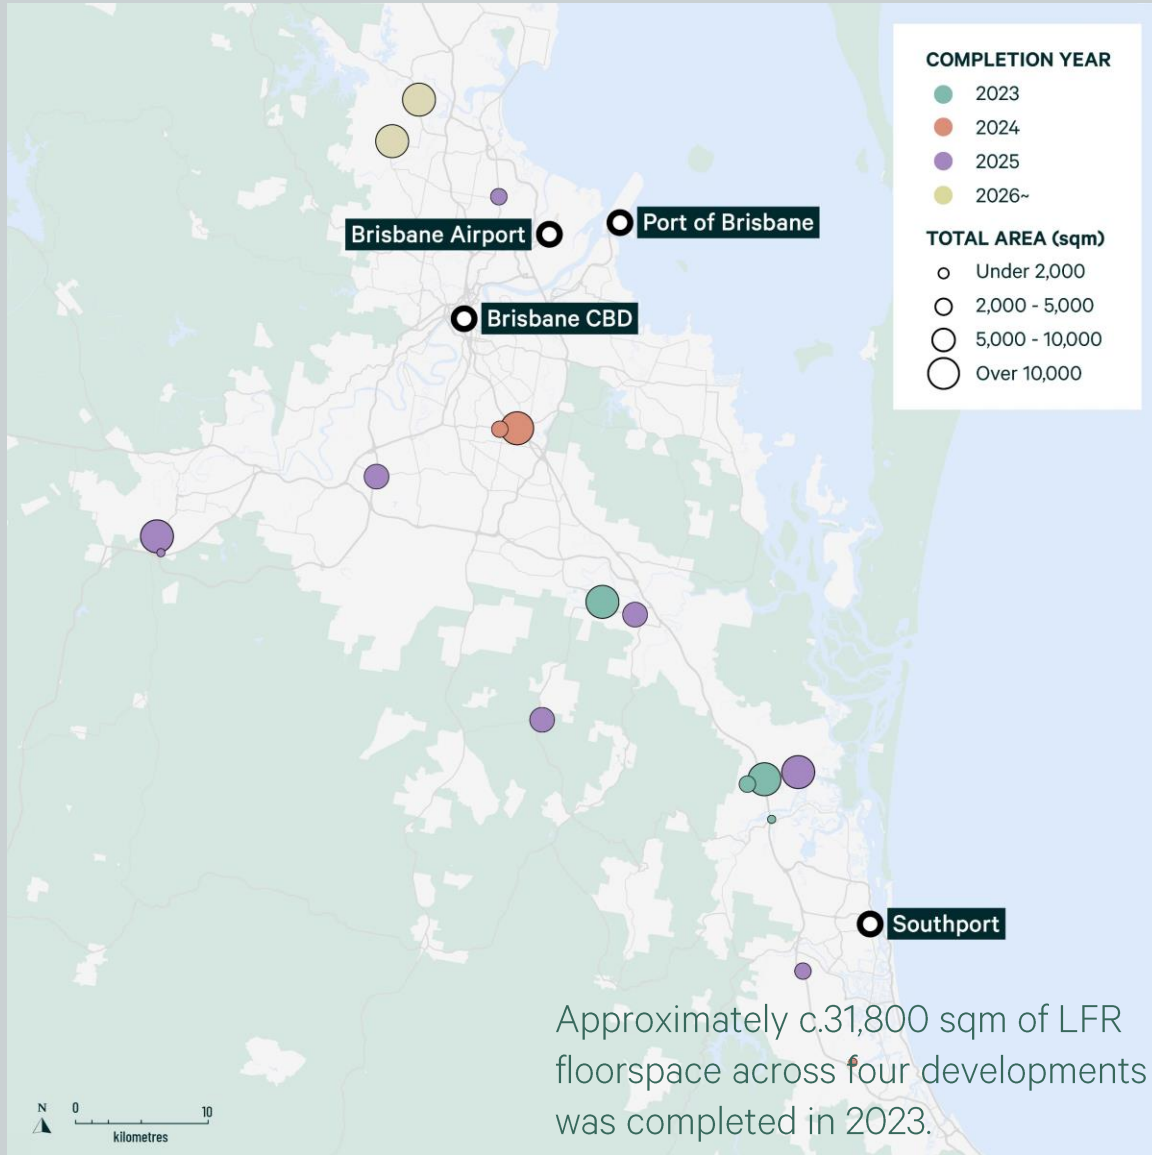 COMPLETION YEAR
2023
2024
2025
2026~
TOTAL AREA (sqm)
Under 2,000
2,000 - 5,000
5,000 - 10,000
Over 10,000
Brisbane Airport
Port of Brisbane
Brisbane CBD
Southport
Approximately c.31,800 sqm of LFR
floorspace across four developments
was completed in 2023.
N
0 10
kilometres